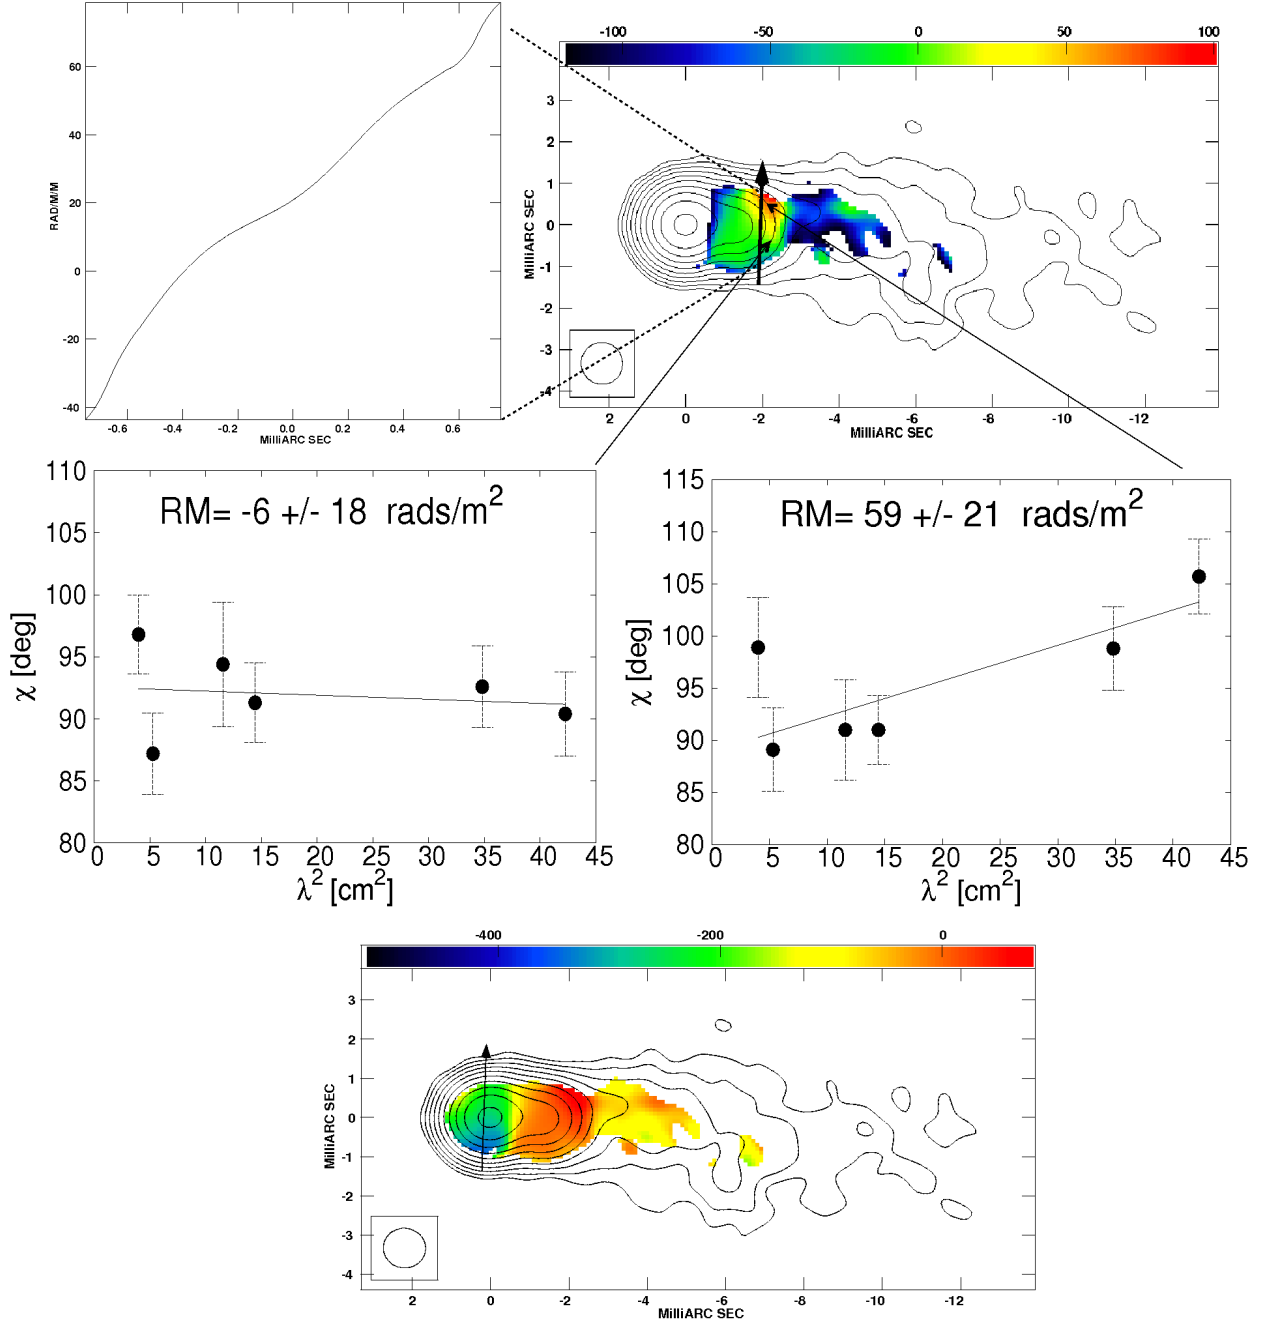 60
40
20
0
-20
-40
RAD/M/M
-0.6 -0.4 -0.2 0.0 0.2 0.4 0.6
MilliARC SEC
-100 -50 0 50 100
3
2
1
0
-1
-2
-3
-4
MilliARC SEC
2 0 -2 -4 -6 -8 -10 -12
MilliARC SEC
RM= -6 +/- 18 rads/m²
110
105
100
95
90
85
80
χ [deg]
0 5 10 15 20 25 30 35 40 45
λ² [cm²]
RM= 59 +/- 21 rads/m²
115
110
105
100
95
90
85
80
χ [deg]
0 5 10 15 20 25 30 35 40 45
λ² [cm²]
-400 -200 0
3
2
1
0
-1
-2
-3
-4
MilliARC SEC
2 0 -2 -4 -6 -8 -10 -12
MilliARC SEC